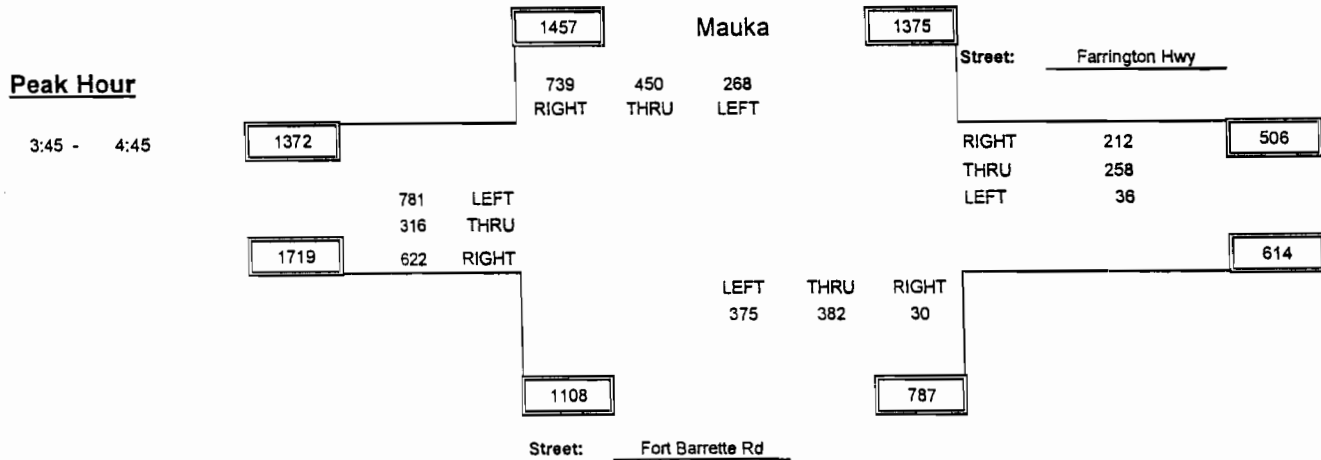 1457 Mauka 1375
Street: Farrington Hwy
Peak Hour
739 450 268
RIGHT THRU LEFT
3:45 - 4:45 1372 RIGHT 212 506
THRU 258
781 LEFT LEFT 36
316 THRU
1719 622 RIGHT 614
LEFT THRU RIGHT
375 382 30
1108 787
Street: Fort Barrette Rd